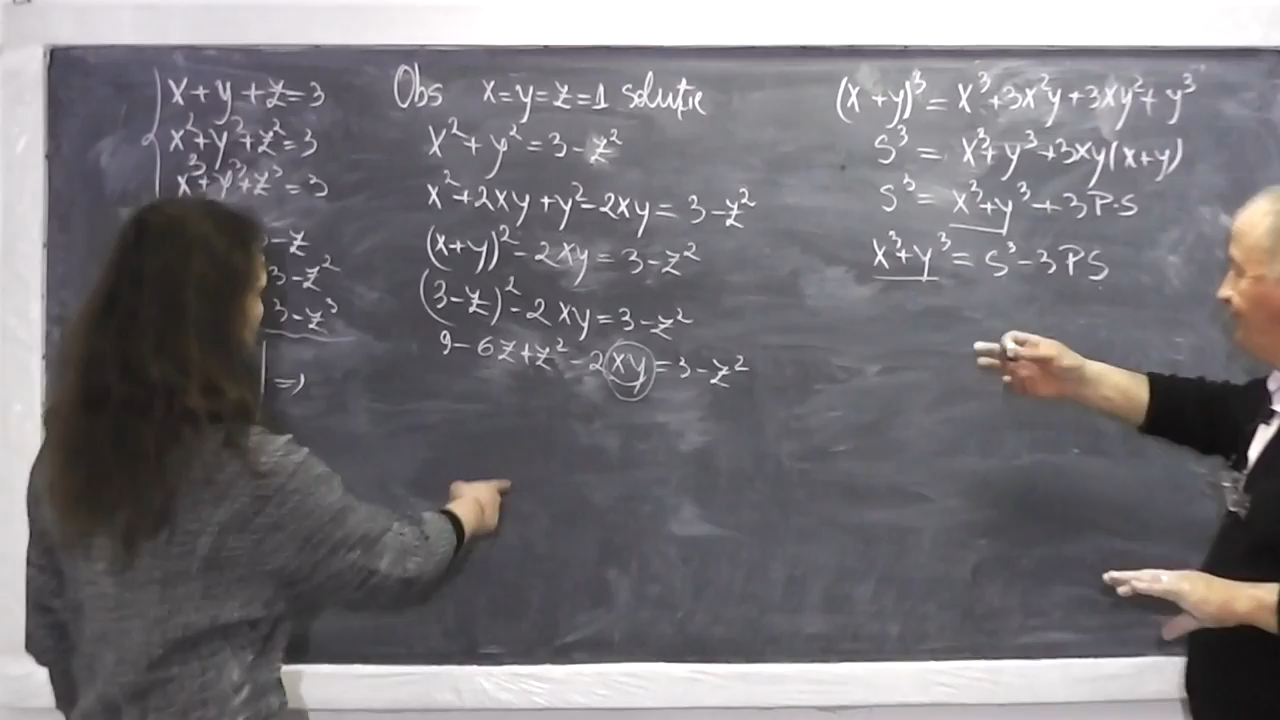 x+y+z=3
x²+y²+z²=3
x³+y³+z³=3
3-z
3-z²
3-z³
=>
Obs x=y=z=1 soluție
x²+y²=3-z²
x²+2xy+y²-2xy=3-z²
(x+y)²-2xy=3-z²
(3-z)²-2xy=3-z²
9-6z+z²-2xy=3-z²
(x+y)³=x³+3x²y+3xy²+y³
S³= x³+y³+3xy(x+y)
S³=x³+y³+3P·S
x³+y³=S³-3PS